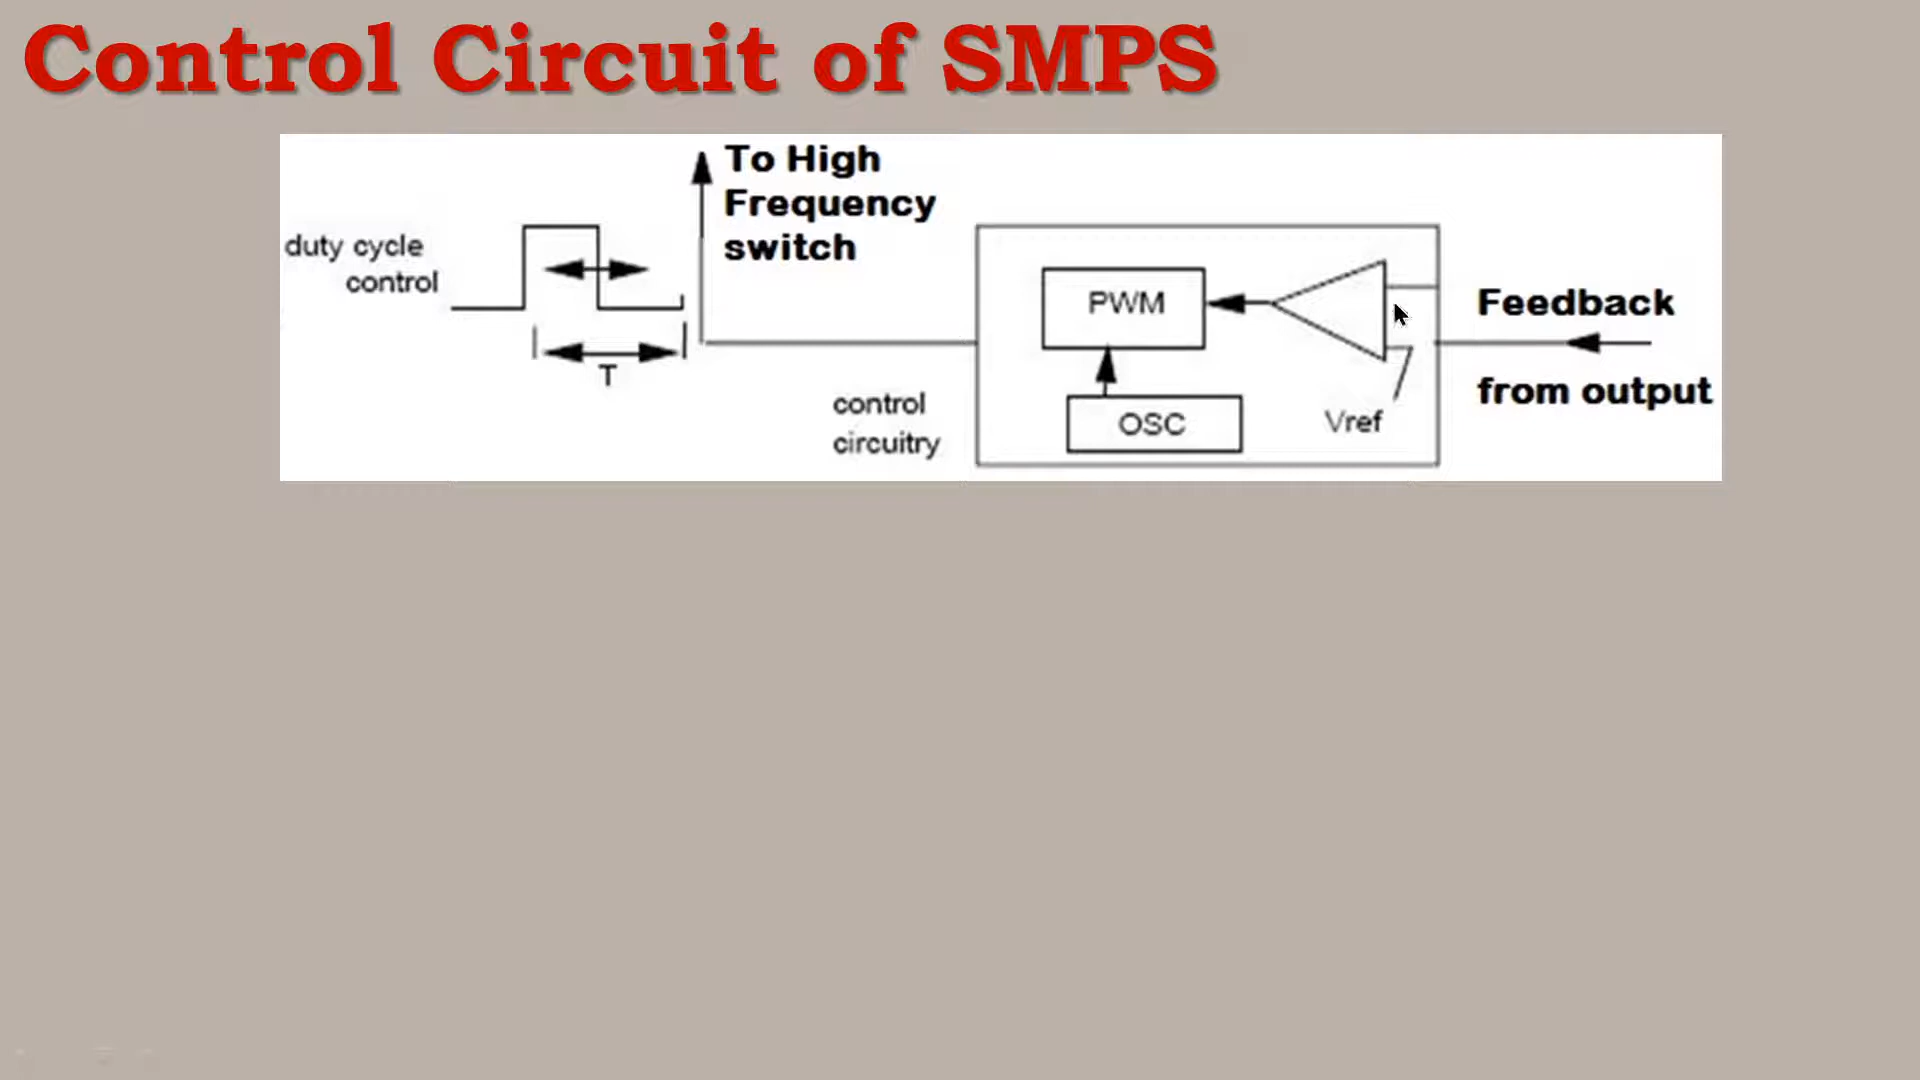 Control Circuit of SMPS
To High
Frequency
switch
duty cycle
control
T
control
circuitry
PWM
OSC
Vref
Feedback
from output